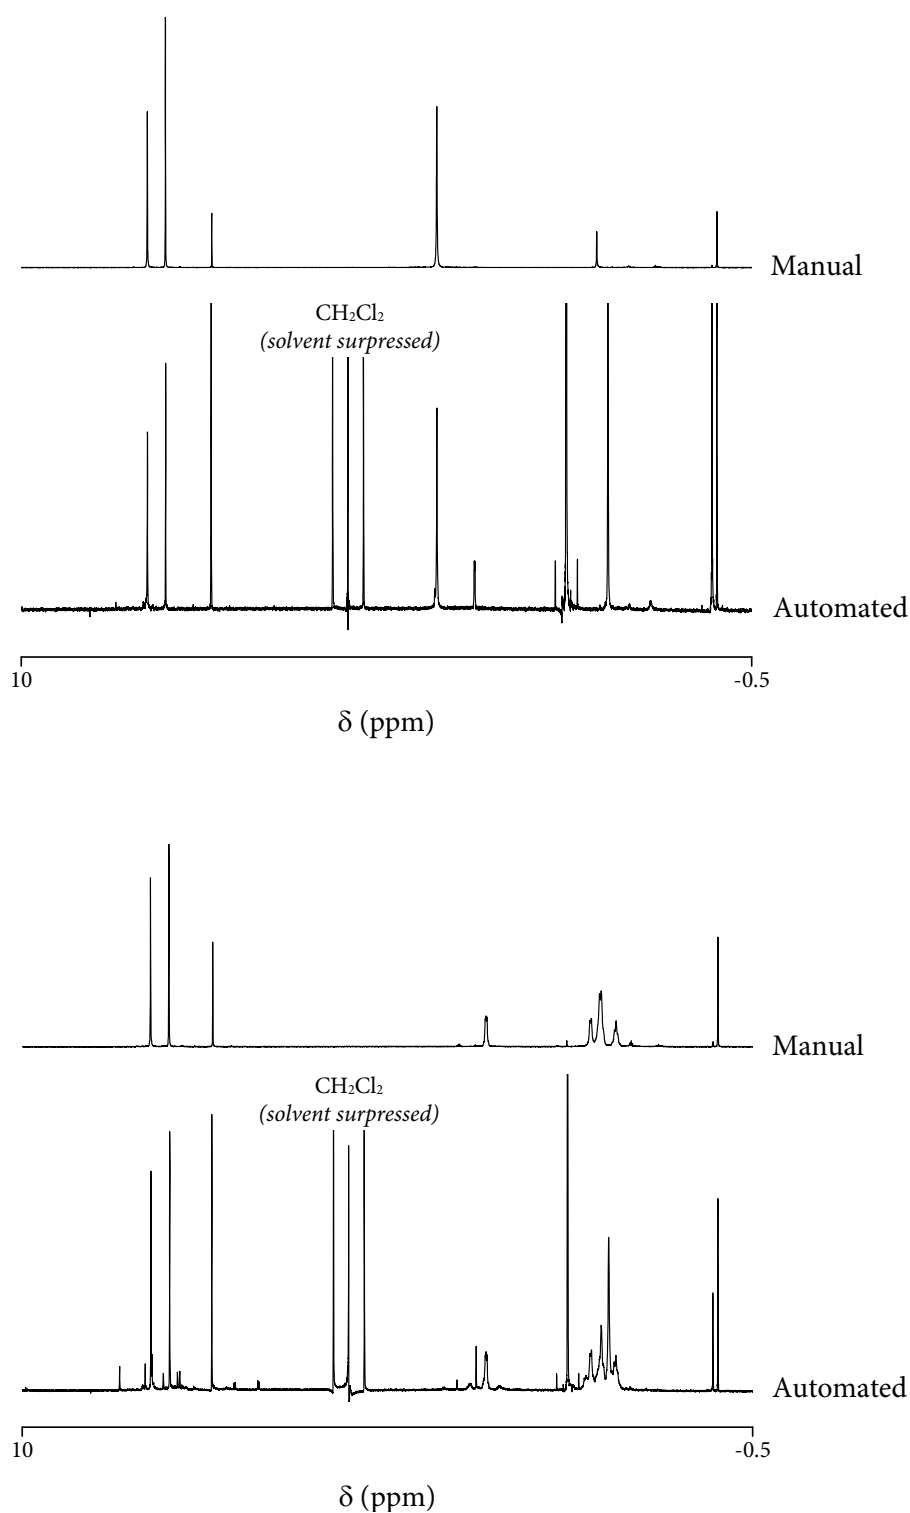 Manual
CH₂Cl₂
(solvent surpressed)
Automated
10
-0.5
δ (ppm)
Manual
CH₂Cl₂
(solvent surpressed)
Automated
10
-0.5
δ (ppm)